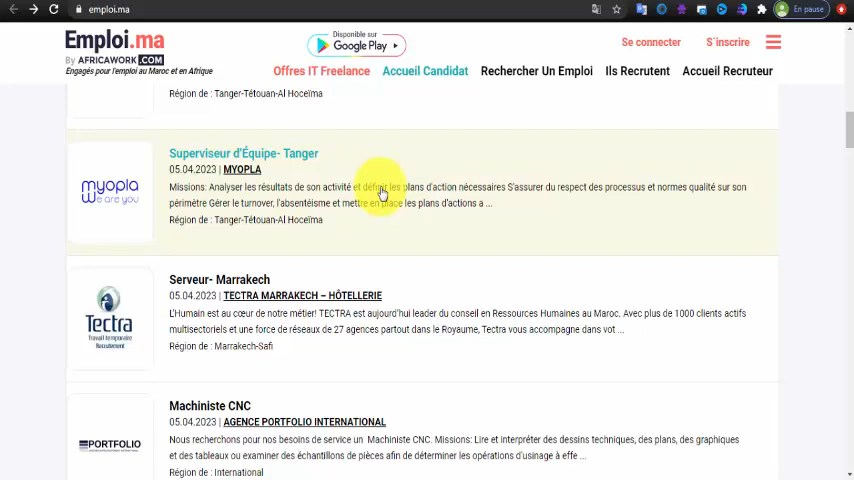 emploi.ma
En pause
Emploi.ma
By AFRICAWORK.COM
Engagés pour l'emploi au Maroc et en Afrique
Disponible sur
Google Play
Se connecter
S'inscrire
Offres IT Freelance
Accueil Candidat
Rechercher Un Emploi
Ils Recrutent
Accueil Recruteur
Région de : Tanger-Tétouan-Al Hoceïma
myopla
We are you
Superviseur d'Équipe- Tanger
05.04.2023 | MYOPLA
Missions: Analyser les résultats de son activité et définir les plans d'action nécessaires S'assurer du respect des processus et normes qualité sur son
périmètre Gérer le turnover, l'absentéisme et mettre en place les plans d'actions a ...
Région de : Tanger-Tétouan-Al Hoceïma
Tectra
Travail temporaire
Recrutement
Serveur- Marrakech
05.04.2023 | TECTRA MARRAKECH – HÔTELLERIE
L'Humain est au cœur de notre métier! TECTRA est aujourd'hui leader du conseil en Ressources Humaines au Maroc. Avec plus de 1000 clients actifs
multisectoriels et une force de réseaux de 27 agences partout dans le Royaume, Tectra vous accompagne dans vot ...
Région de : Marrakech-Safi
PORTFOLIO
Machiniste CNC
05.04.2023 | AGENCE PORTFOLIO INTERNATIONAL
Nous recherchons pour nos besoins de service un Machiniste CNC. Missions: Lire et interpréter des dessins techniques, des plans, des graphiques
et des tableaux ou examiner des échantillons de pièces afin de déterminer les opérations d'usinage à effe ...
Région de : International